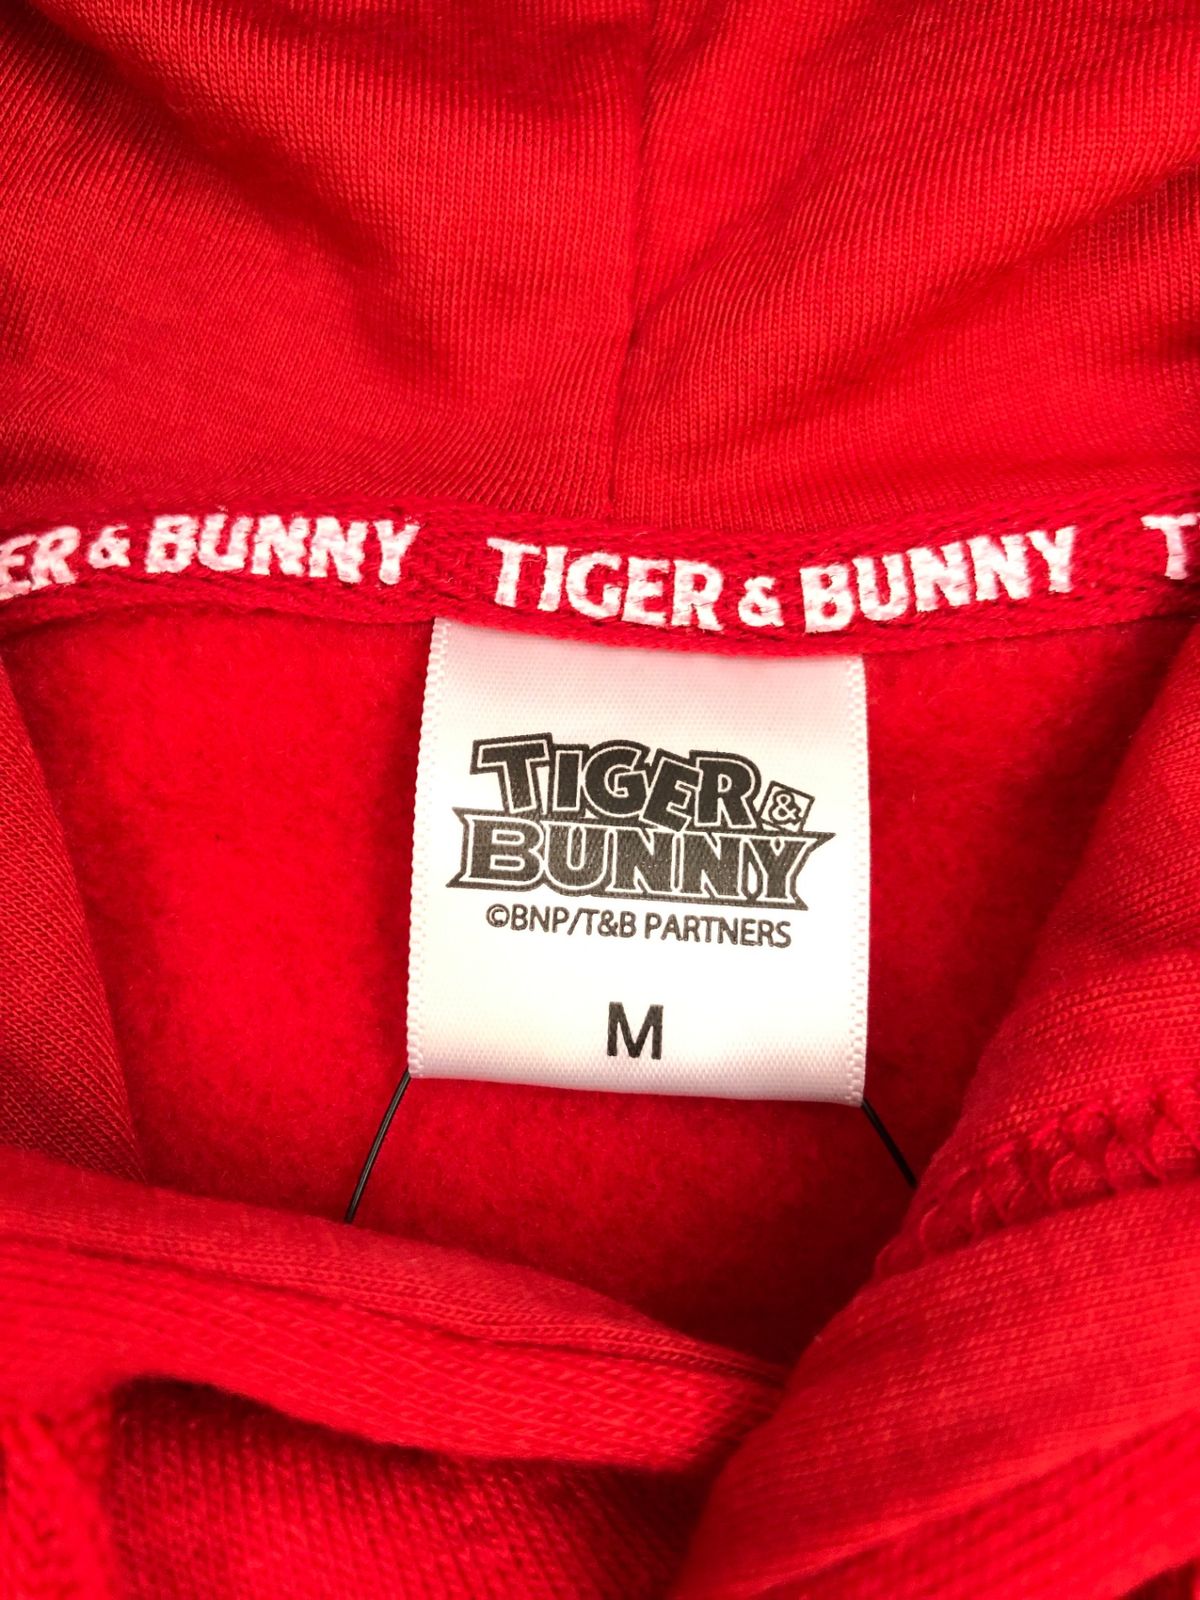 ER & BUNNY TIGER & BUNNY T
TIGER &
BUNNY
©BNP/T&B PARTNERS
M